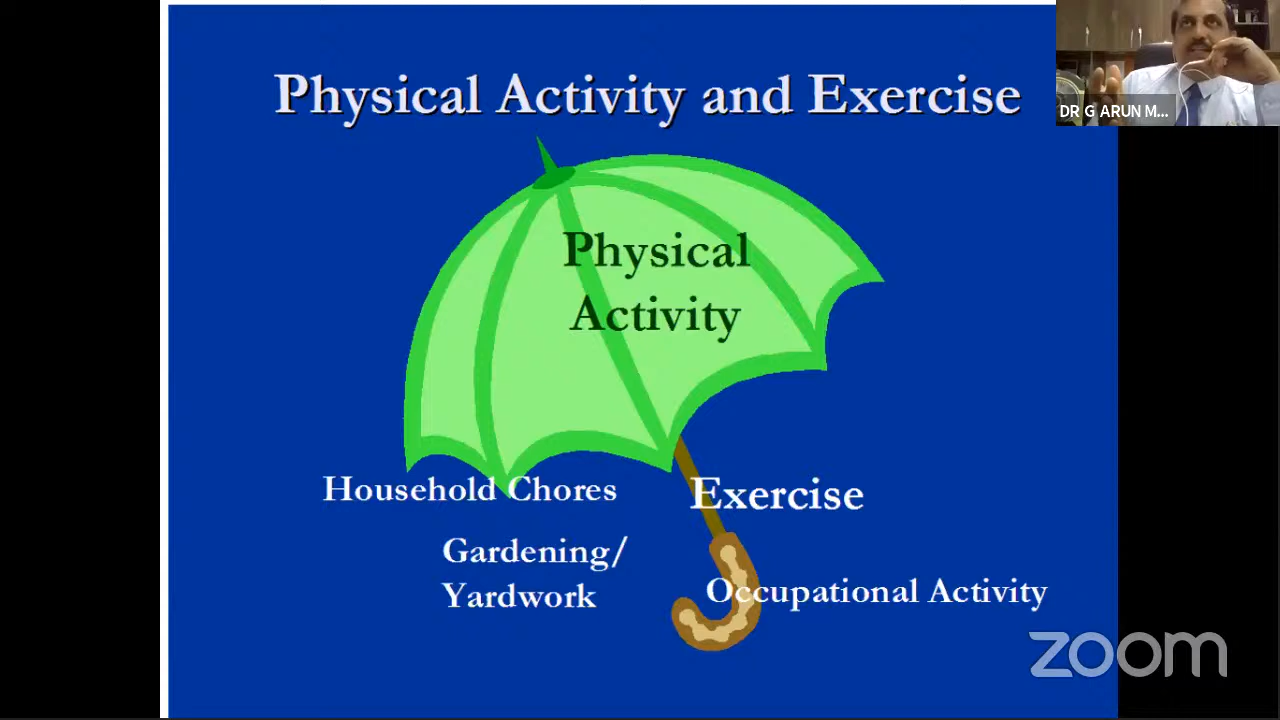 Physical Activity and Exercise
DR G ARUN M...
Physical
Activity
Household Chores
Exercise
Gardening/
Yardwork
Occupational Activity
zoom